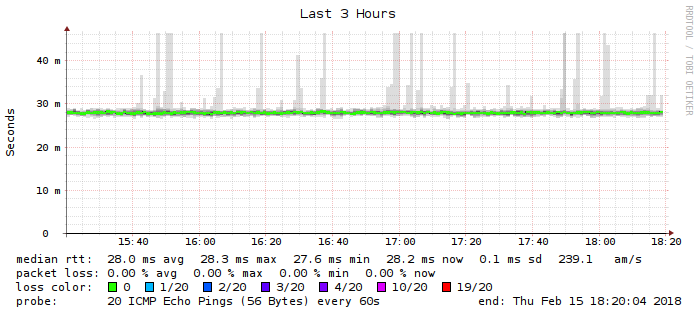 Last 3 Hours
RRDTOOL / TOBI OETIKER
Seconds
40 m
30 m
20 m
10 m
0
15:40 16:00 16:20 16:40 17:00 17:20 17:40 18:00 18:20
median rtt: 28.0 ms avg 28.3 ms max 27.6 ms min 28.2 ms now 0.1 ms sd 239.1 am/s
packet loss: 0.00 % avg 0.00 % max 0.00 % min 0.00 % now
loss color: 0 1/20 2/20 3/20 4/20 10/20 19/20
probe: 20 ICMP Echo Pings (56 Bytes) every 60s end: Thu Feb 15 18:20:04 2018